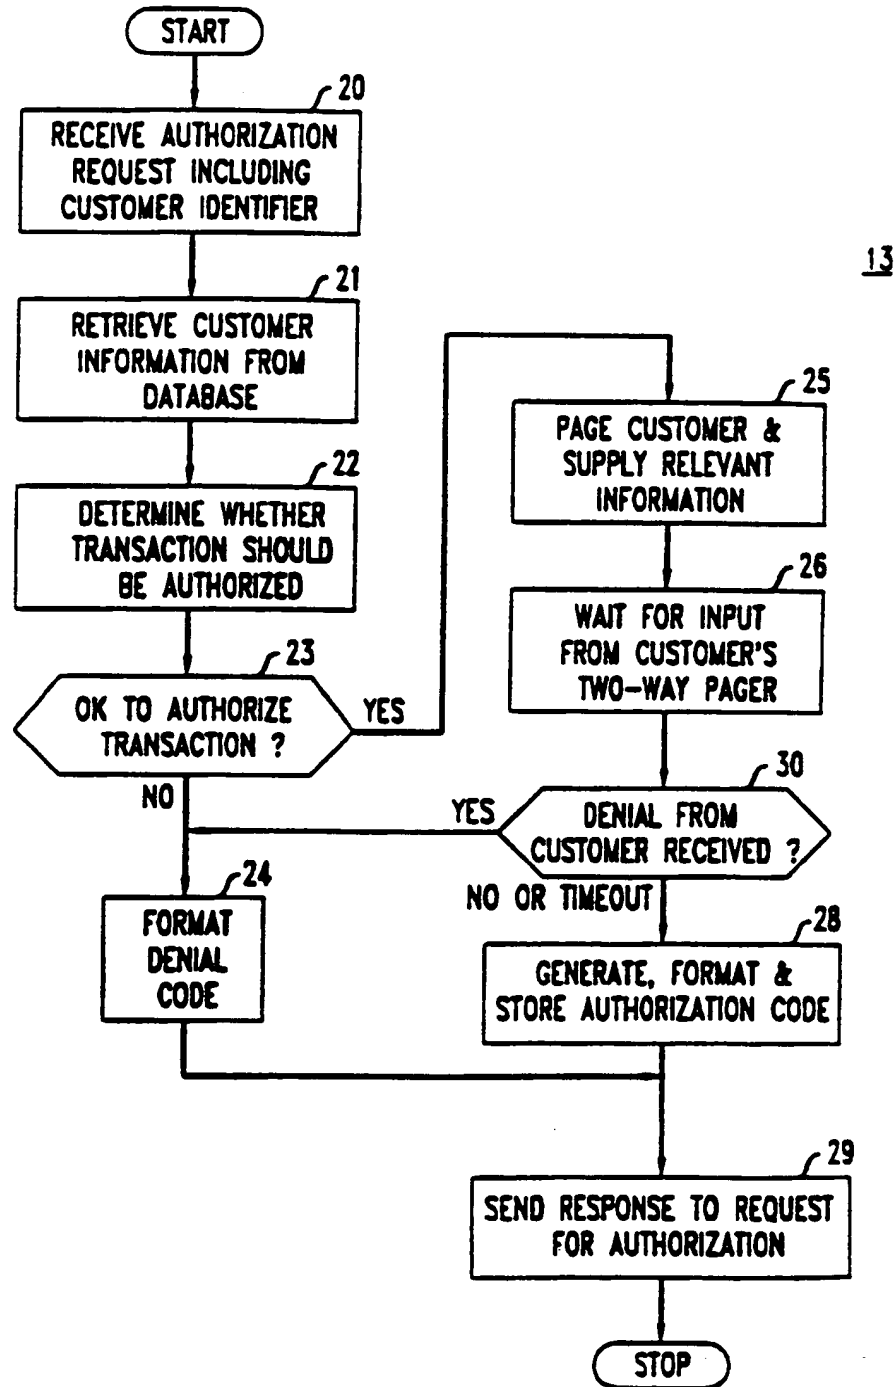 START
20
RECEIVE AUTHORIZATION
REQUEST INCLUDING
CUSTOMER IDENTIFIER
13
21
RETRIEVE CUSTOMER
INFORMATION FROM
DATABASE
22
DETERMINE WHETHER
TRANSACTION SHOULD
BE AUTHORIZED
23
OK TO AUTHORIZE
TRANSACTION ?
YES
NO
24
FORMAT
DENIAL
CODE
25
PAGE CUSTOMER &
SUPPLY RELEVANT
INFORMATION
26
WAIT FOR INPUT
FROM CUSTOMER'S
TWO-WAY PAGER
30
DENIAL FROM
CUSTOMER RECEIVED ?
YES
NO OR TIMEOUT
28
GENERATE, FORMAT &
STORE AUTHORIZATION CODE
29
SEND RESPONSE TO REQUEST
FOR AUTHORIZATION
STOP